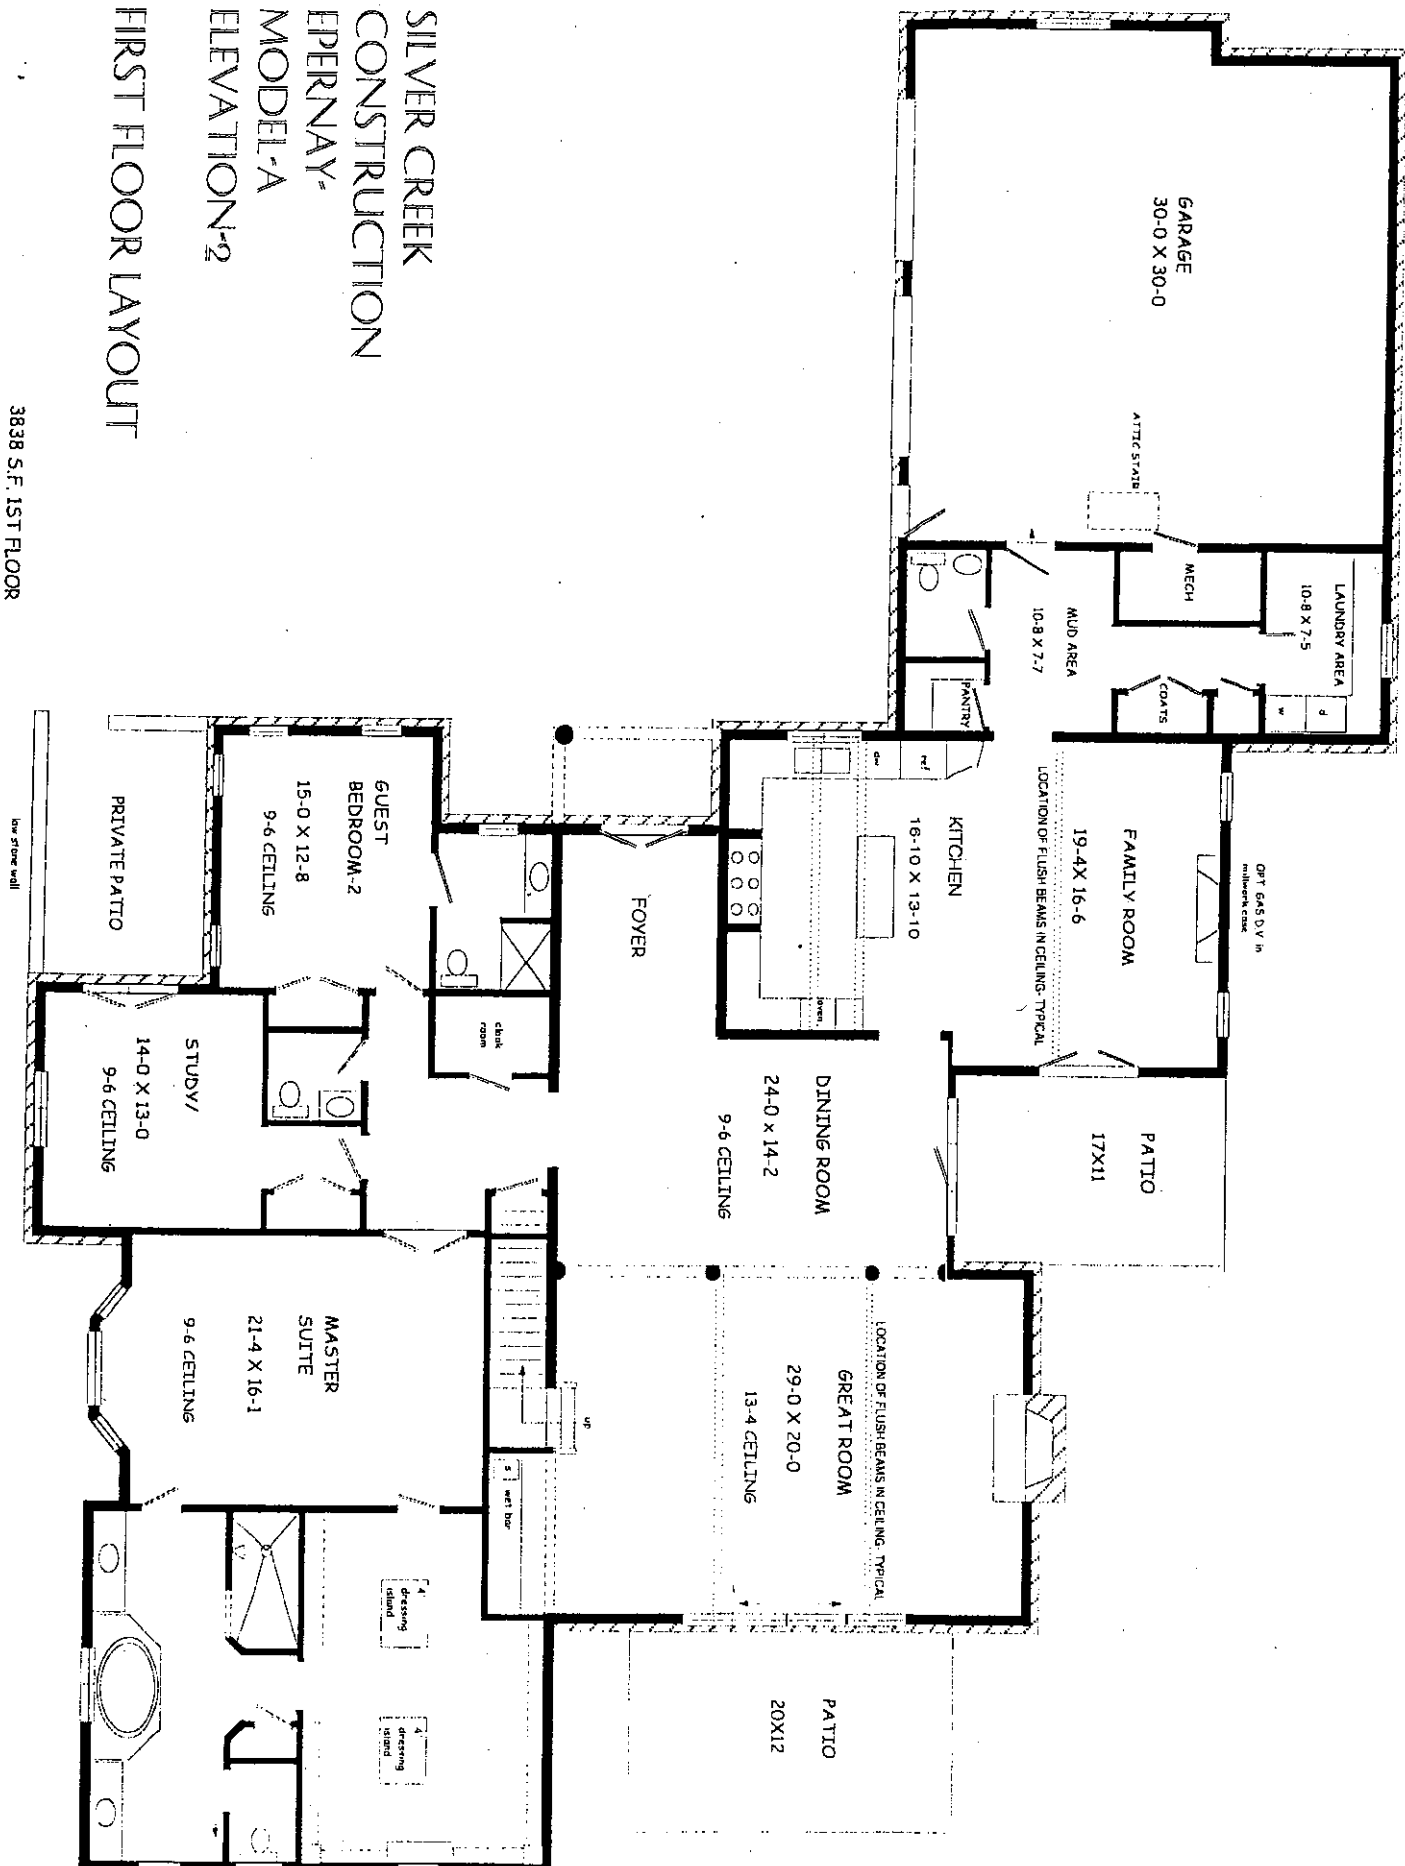 SILVER CREEK
CONSTRUCTION
EPERNAY-
MODEL-A
ELEVATION-2
FIRST FLOOR LAYOUT
3838 S.F. 1ST FLOOR
GARAGE
30-0 X 30-0
ATTIC STAIR
LAUNDRY AREA
10-8 X 7-5
MECH
MUD AREA
10-8 X 7-7
COATS
w
d
PANTRY
OPT GAS D.V in
millwork case
FAMILY ROOM
19-4X 16-6
LOCATION OF FLUSH BEAMS IN CEILING- TYPICAL
KITCHEN
16-10 X 13-10
ref
dw
oven
PATIO
17X11
DINING ROOM
24-0 x 14-2
9-6 CEILING
FOYER
LOCATION OF FLUSH BEAMS IN CEILING- TYPICAL
GREAT ROOM
29-0 X 20-0
13-4 CEILING
up
PATIO
20X12
GUEST
BEDROOM-2
15-0 X 12-8
9-6 CEILING
cloak
room
PRIVATE PATIO
low stone wall
STUDY/
14-0 X 13-0
9-6 CEILING
MASTER
SUITE
21-4 X 16-1
9-6 CEILING
s
wet bar
4'
dressing
island
4'
dressing
island